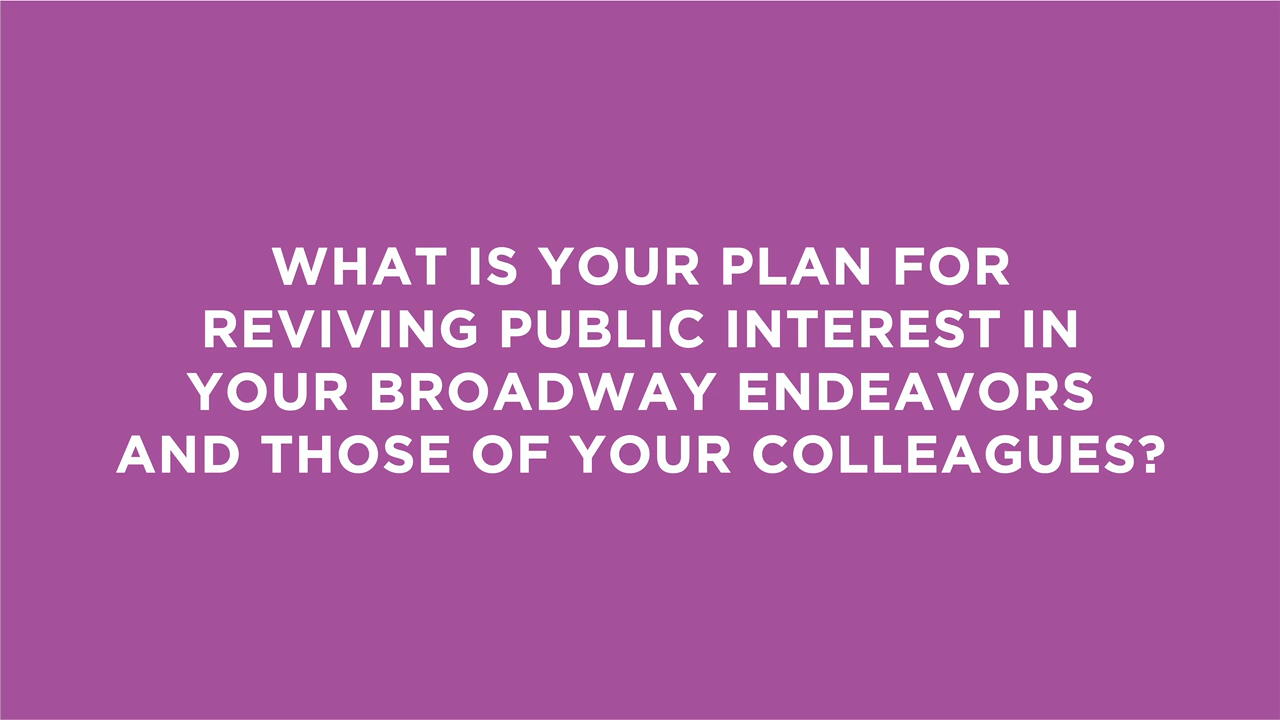 WHAT IS YOUR PLAN FOR
REVIVING PUBLIC INTEREST IN
YOUR BROADWAY ENDEAVORS
AND THOSE OF YOUR COLLEAGUES?